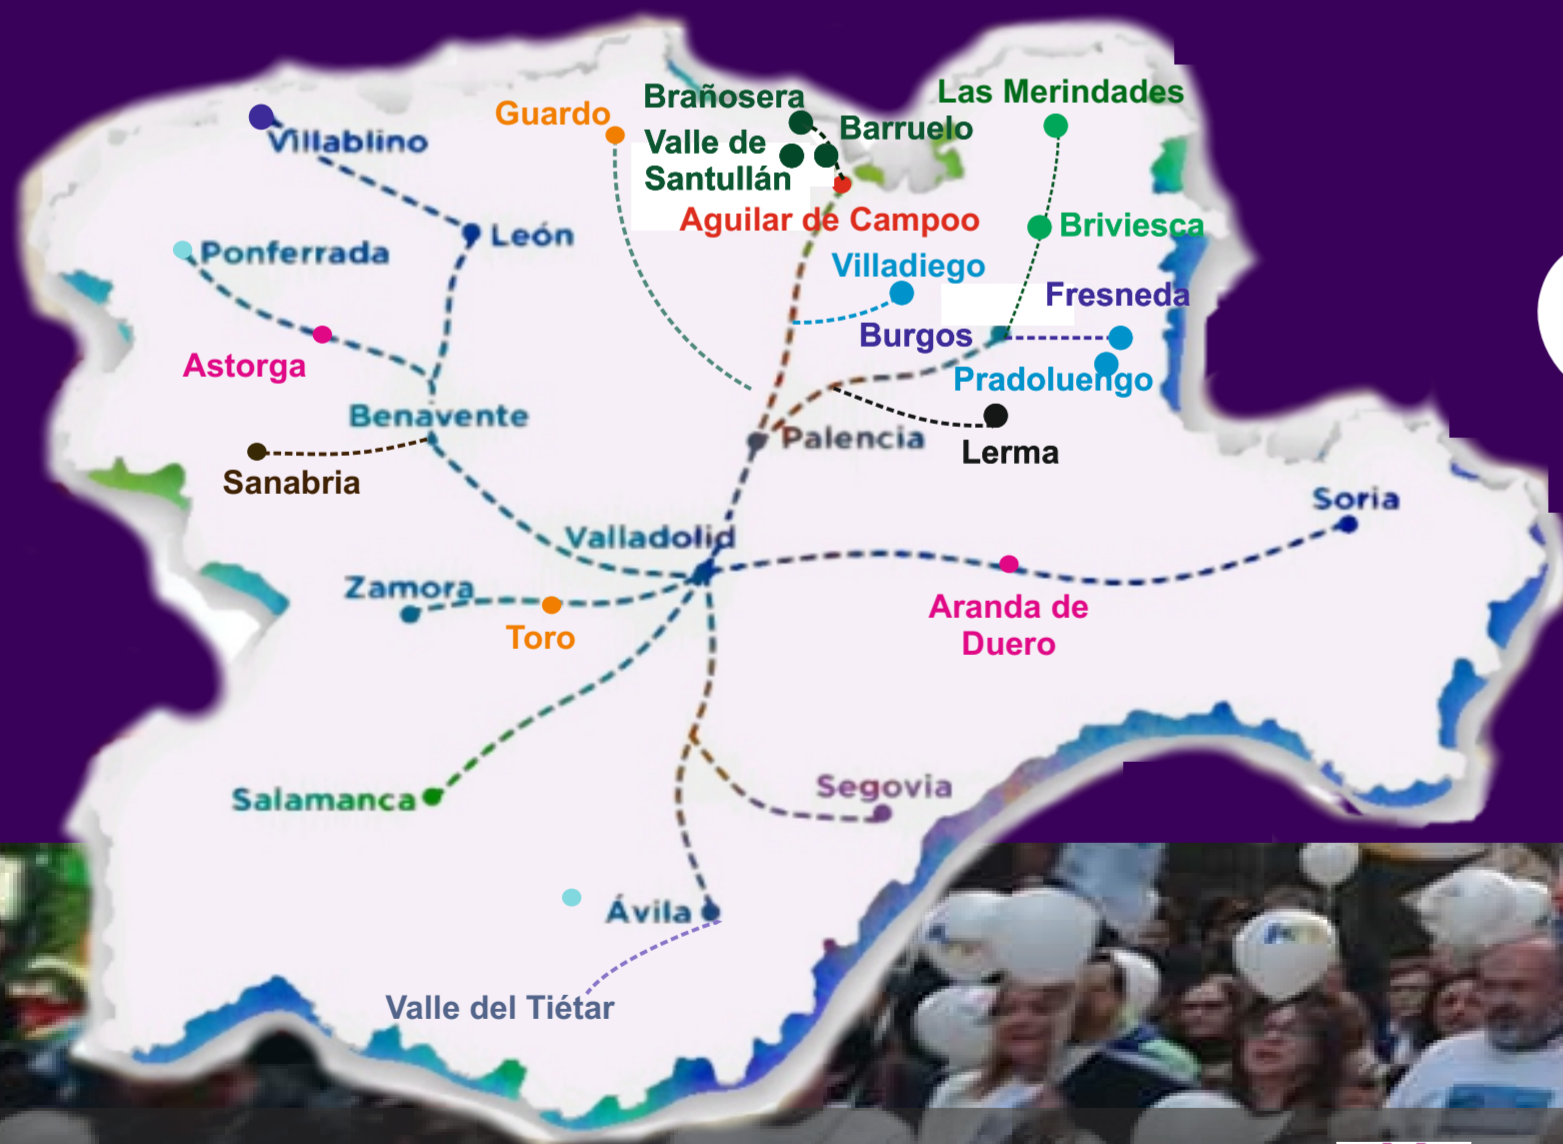 Brañosera
Las Merindades
Guardo
Barruelo
Villablino
Valle de
Santullán
Aguilar de Campoo
Briviesca
León
Ponferrada
Villadiego
Fresneda
Burgos
Astorga
Pradoluengo
Benavente
Palencia
Lerma
Sanabria
Soria
Valladolid
Zamora
Aranda de
Duero
Toro
Segovia
Salamanca
Ávila
Valle del Tiétar